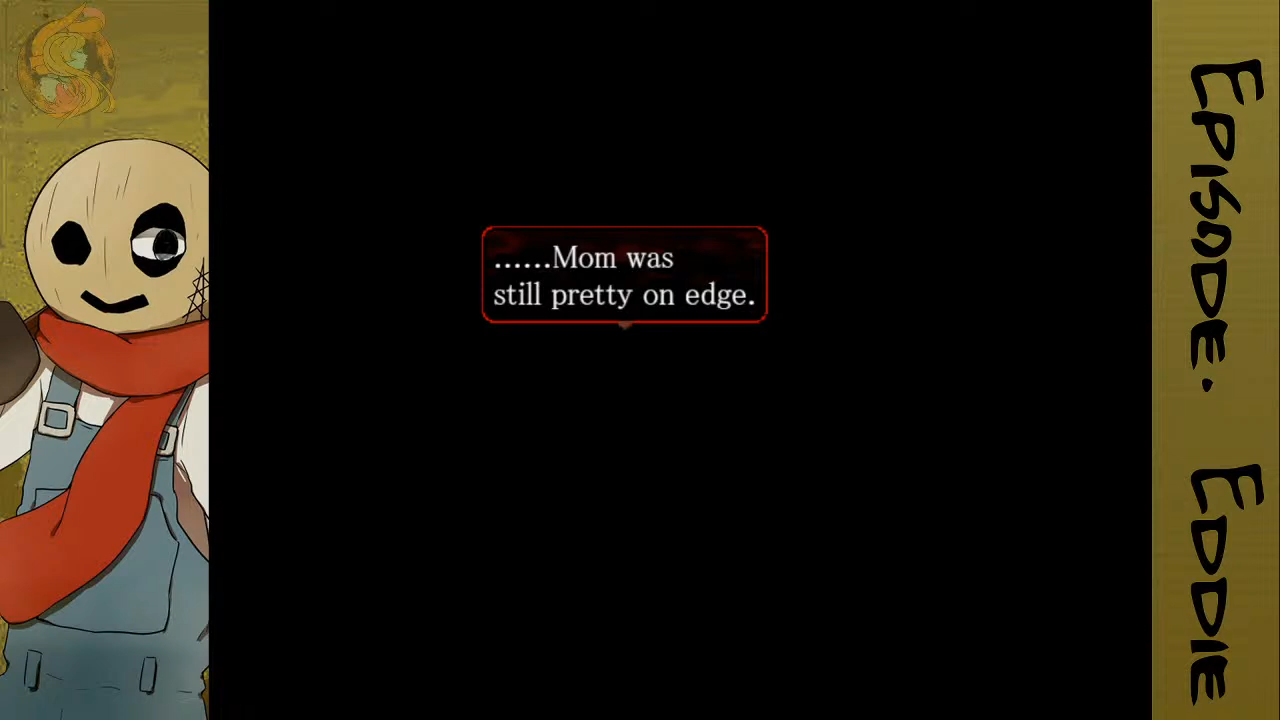 ......Mom was
still pretty on edge.
EPISODE. EDDIE